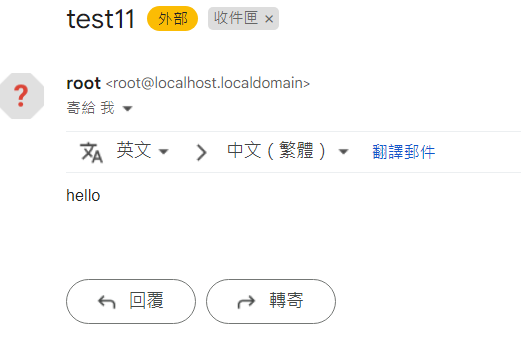 test11 外部 收件匣 ×
root <root@localhost.localdomain>
寄給 我
英文 中文（繁體） 翻譯郵件
hello
回覆 轉寄